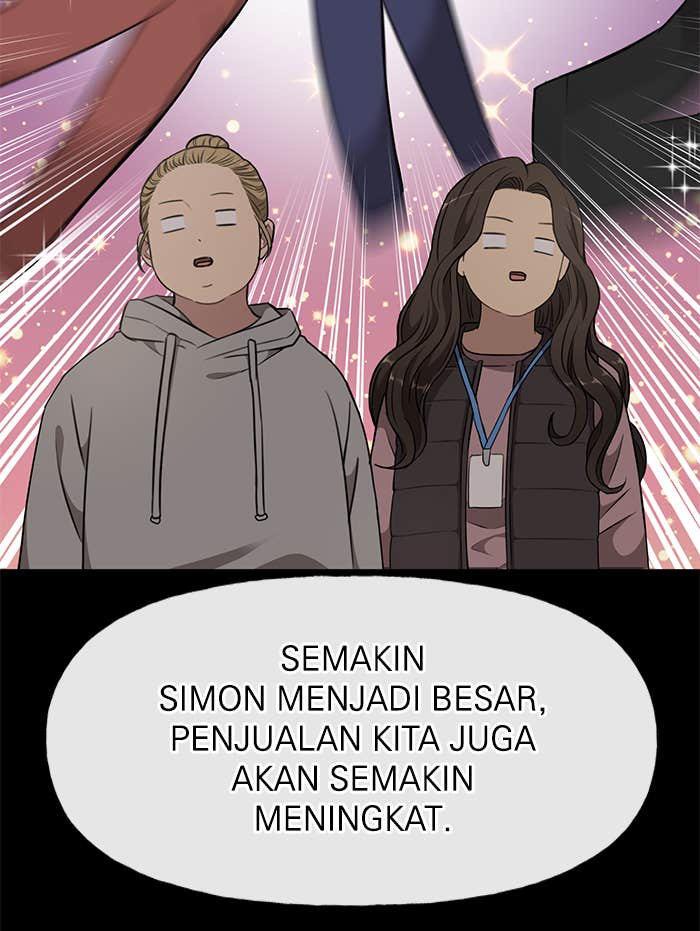 SEMAKIN
SIMON MENJADI BESAR,
PENJUALAN KITA JUGA
AKAN SEMAKIN
MENINGKAT.